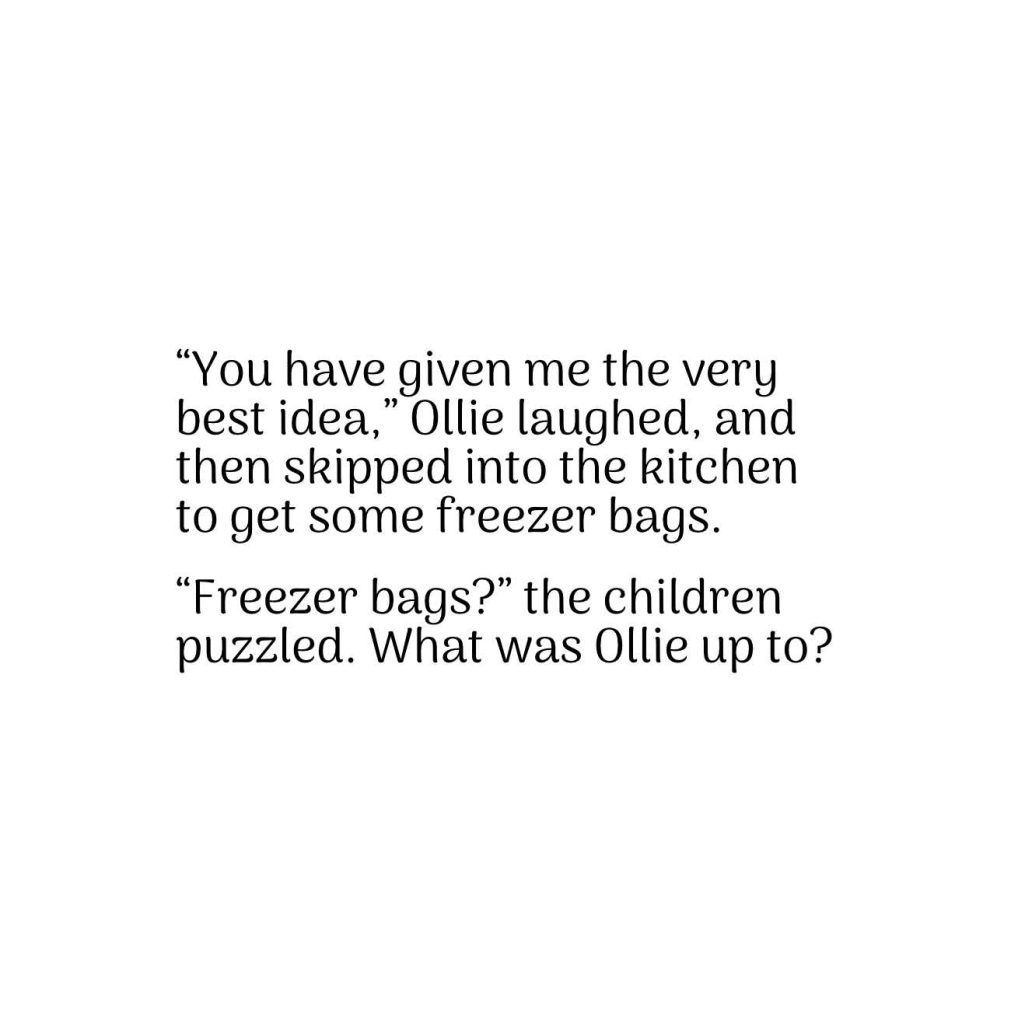 “You have given me the very
best idea,” Ollie laughed, and
then skipped into the kitchen
to get some freezer bags.
“Freezer bags?” the children
puzzled. What was Ollie up to?